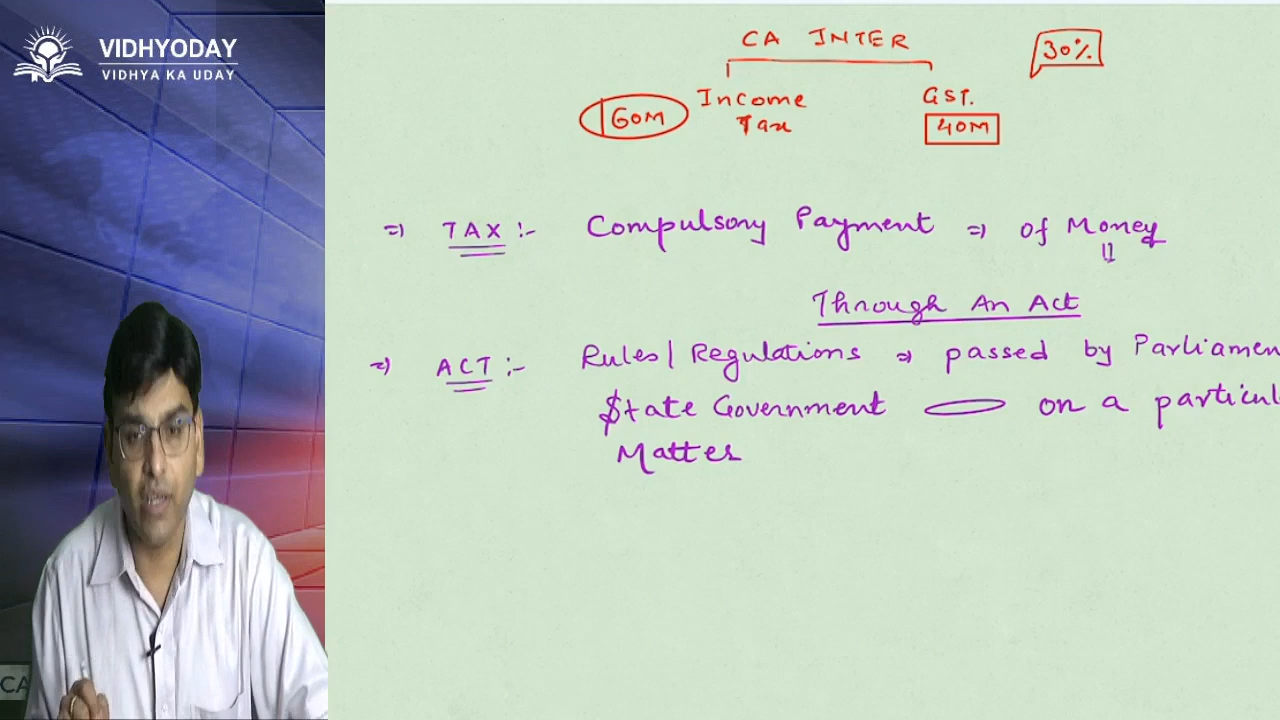 VIDHYODAY
VIDHYA KA UDAY
CA INTER
30%
60M
Income Tax
GST.
40M
⇒ TAX :- Compulsory Payment ⇒ of Money
Through An Act
⇒ ACT :- Rules/Regulations ⇒ passed by Parliamen
State Government on a particul
Matter
CA